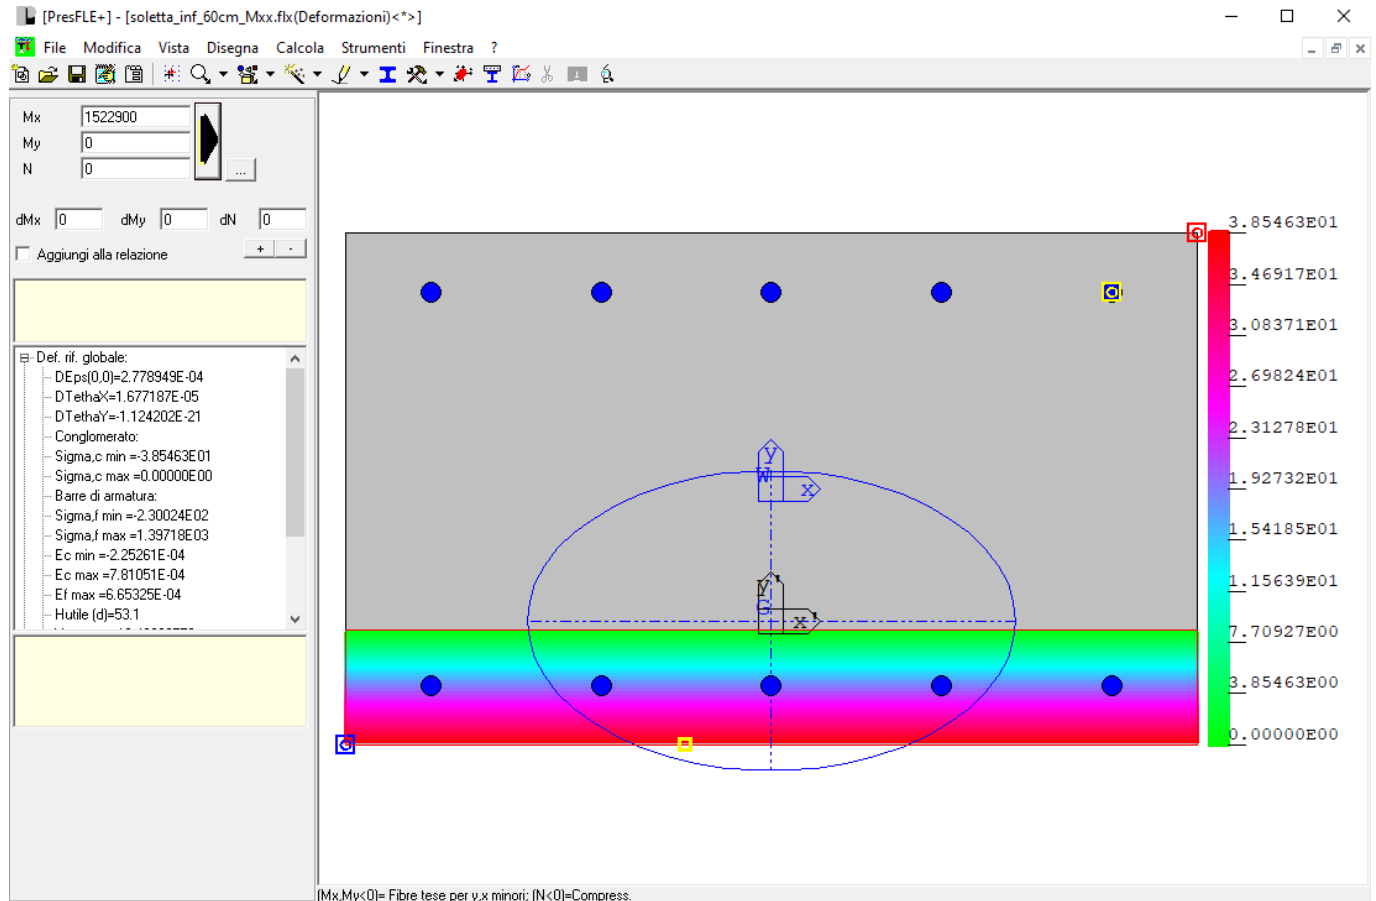 [PresFLE+] - [soletta_inf_60cm_Mxx.flx(Deformazioni)<*>]
File Modifica Vista Disegna Calcola Strumenti Finestra ?
Mx 1522900
My 0
N 0
...
dMx 0 dMy 0 dN 0
Aggiungi alla relazione + -
Def. rif. globale:
DEps(0,0)=2.778949E-04
DTethaX=1.677187E-05
DTethaY=-1.124202E-21
Conglomerato:
Sigma,c min =-3.85463E01
Sigma,c max =0.00000E00
Barre di armatura:
Sigma,f min =-2.30024E02
Sigma,f max =1.39718E03
Ec min =-2.25261E-04
Ec max =7.81051E-04
Ef max =6.65325E-04
Hutile (d)=53.1
y
W
x
y'
G
x'
3.85463E01
3.46917E01
3.08371E01
2.69824E01
2.31278E01
1.92732E01
1.54185E01
1.15639E01
7.70927E00
3.85463E00
0.00000E00
(Mx,My<0)= Fibre tese per y,x minori; (N<0)=Compress.